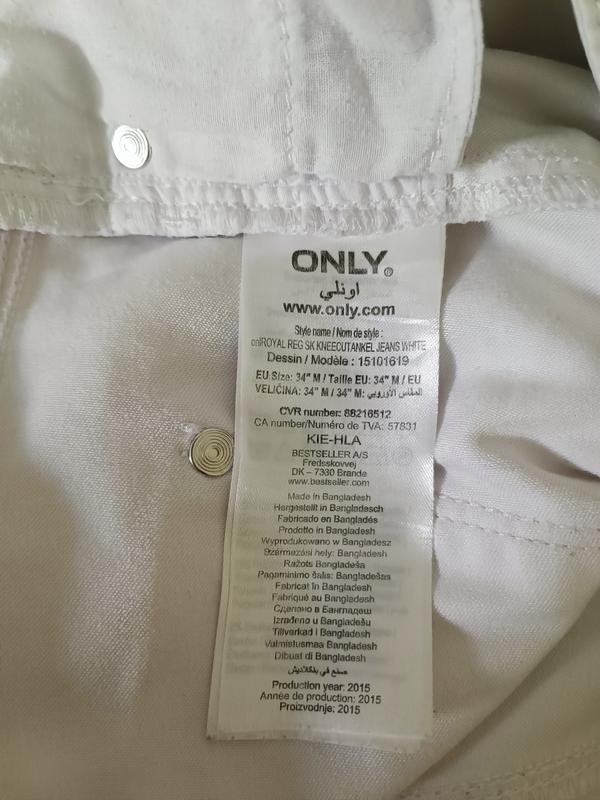 ONLY®
اونلي
www.only.com
Style name / Nom de style :
onlROYAL REG SK KNEECUTANKEL JEANS WHITE
Dessin / Modèle : 15101619
EU Size: 34" M / Taille EU: 34" M / EU
VELIČINA: 34" M / 34" M: المقاس الأوروبي
CVR number: 88216512
CA number/Numéro de TVA: 57831
KIE-HLA
BESTSELLER A/S
Fredsskovvej
DK – 7330 Brande
www.bestseller.com
Made in Bangladesh
Hergestellt in Bangladesch
Fabricado en Bangladés
Prodotto in Bangladesh
Wyprodukowano w Bangladesz
Származási hely: Bangladesh
Ražots Bangladeša
Pagaminimo šalis: Bangladešas
Fabricat în Bangladesh
Fabriqué au Bangladesh
Сделано в Бангладеш
Izrađeno u Bangladešu
Tillverkad i Bangladesh
Valmistusmaa Bangladesh
Dibuat di Bangladesh
صنع في بنگلاديش
Production year: 2015
Année de production: 2015
Proizvodnje: 2015